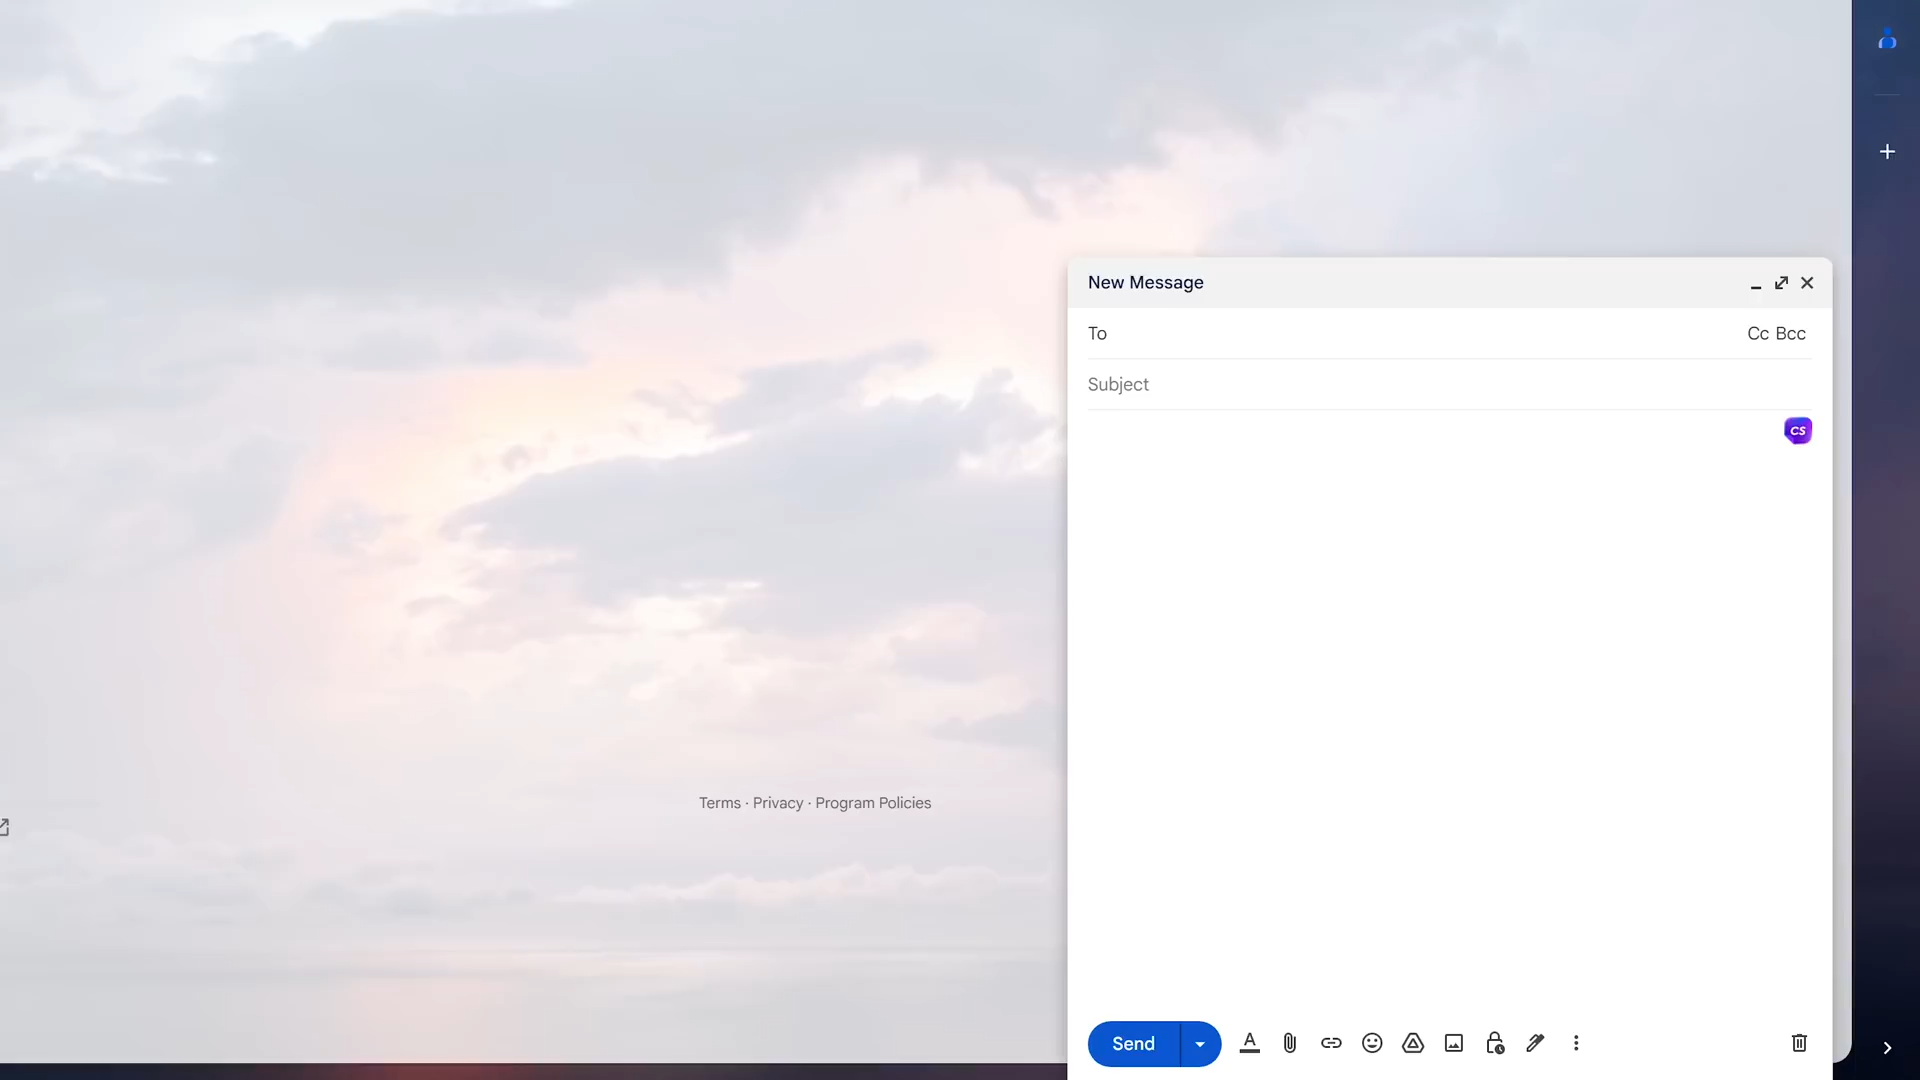 New Message
To Cc Bcc
Subject
CS
Terms · Privacy · Program Policies
Send